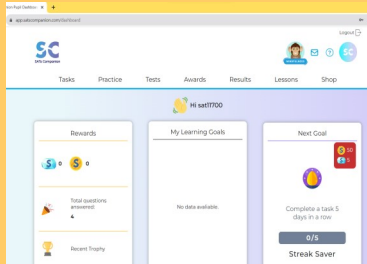 Pupil Dashboard
app.satscompanion.com/dashboard
Logout
SC
SATs Companion
SC
Tasks Practice Tests Awards Results Lessons Shop
Hi sat11700
Rewards
S 0 S 0
Total questions answered:
4
Recent Trophy
My Learning Goals
No data available.
Next Goal
50
5
Complete a task 5
days in a row
0/5
Streak Saver